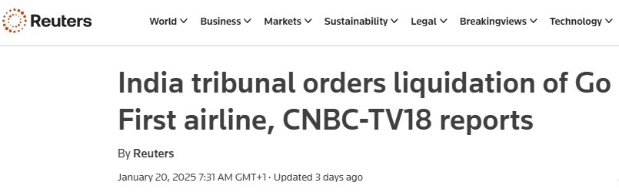 Reuters World Business Markets Sustainability Legal Breakingviews Technology
India tribunal orders liquidation of Go
First airline, CNBC-TV18 reports
By Reuters
January 20, 2025 7:31 AM GMT+1 · Updated 3 days ago